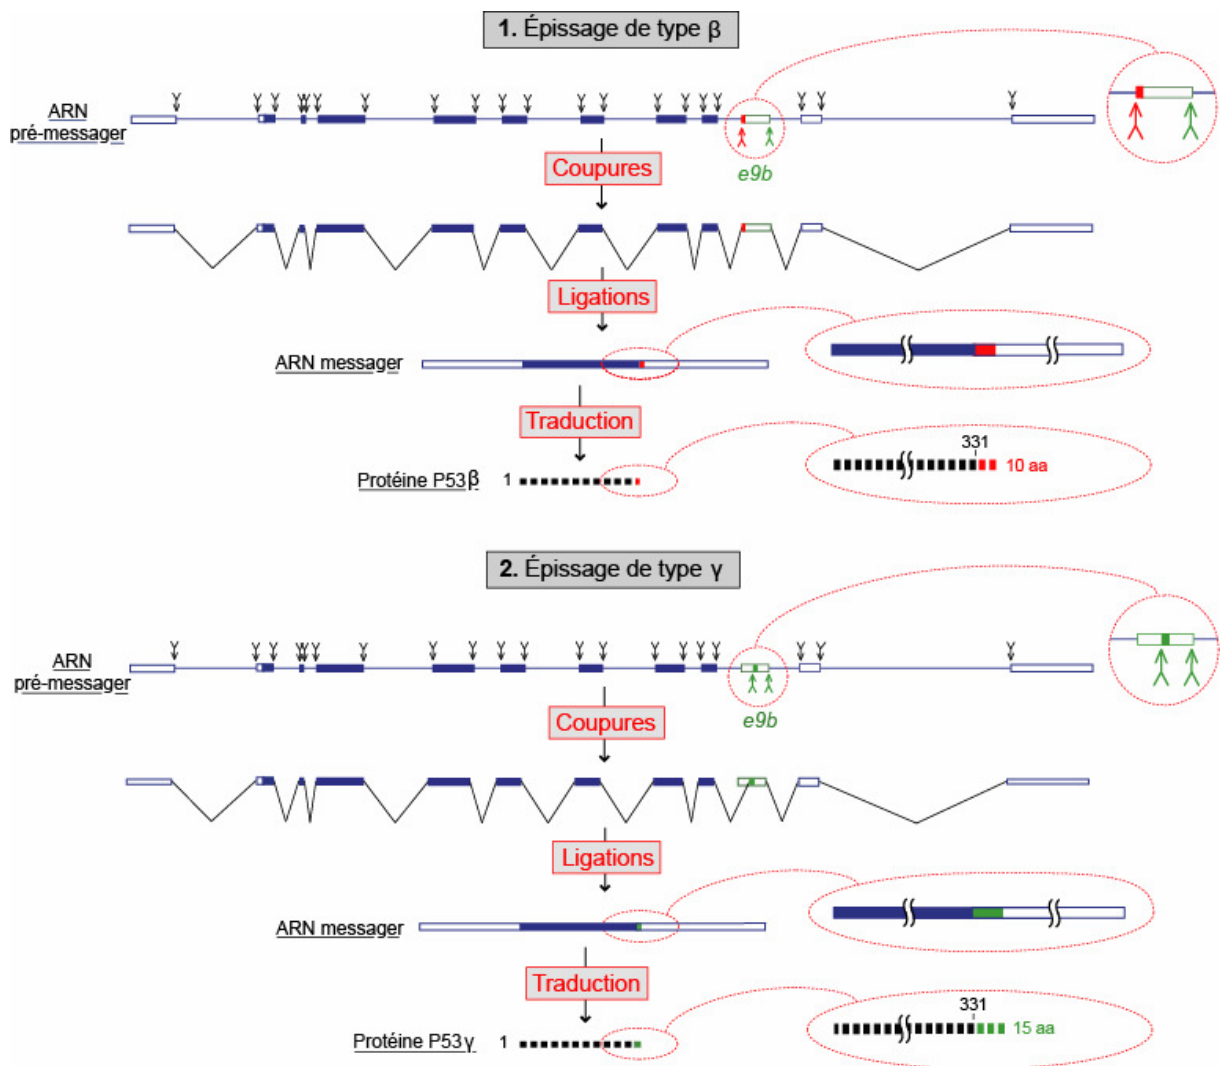 1. Épissage de type β
ARN
pré-messager
e9b
Coupures
Ligations
ARN messager
Traduction
331
10 aa
Protéine P53β
1
2. Épissage de type γ
ARN
pré-messager
e9b
Coupures
Ligations
ARN messager
Traduction
331
15 aa
Protéine P53γ
1